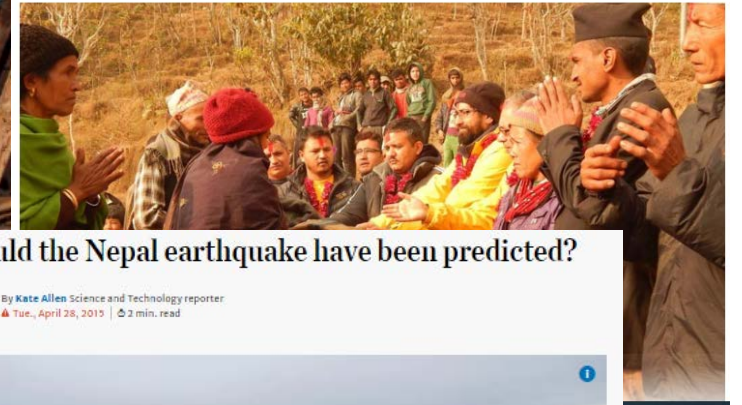 uld the Nepal earthquake have been predicted?
By Kate Allen Science and Technology reporter
Tue., April 28, 2015 | 2 min. read
i